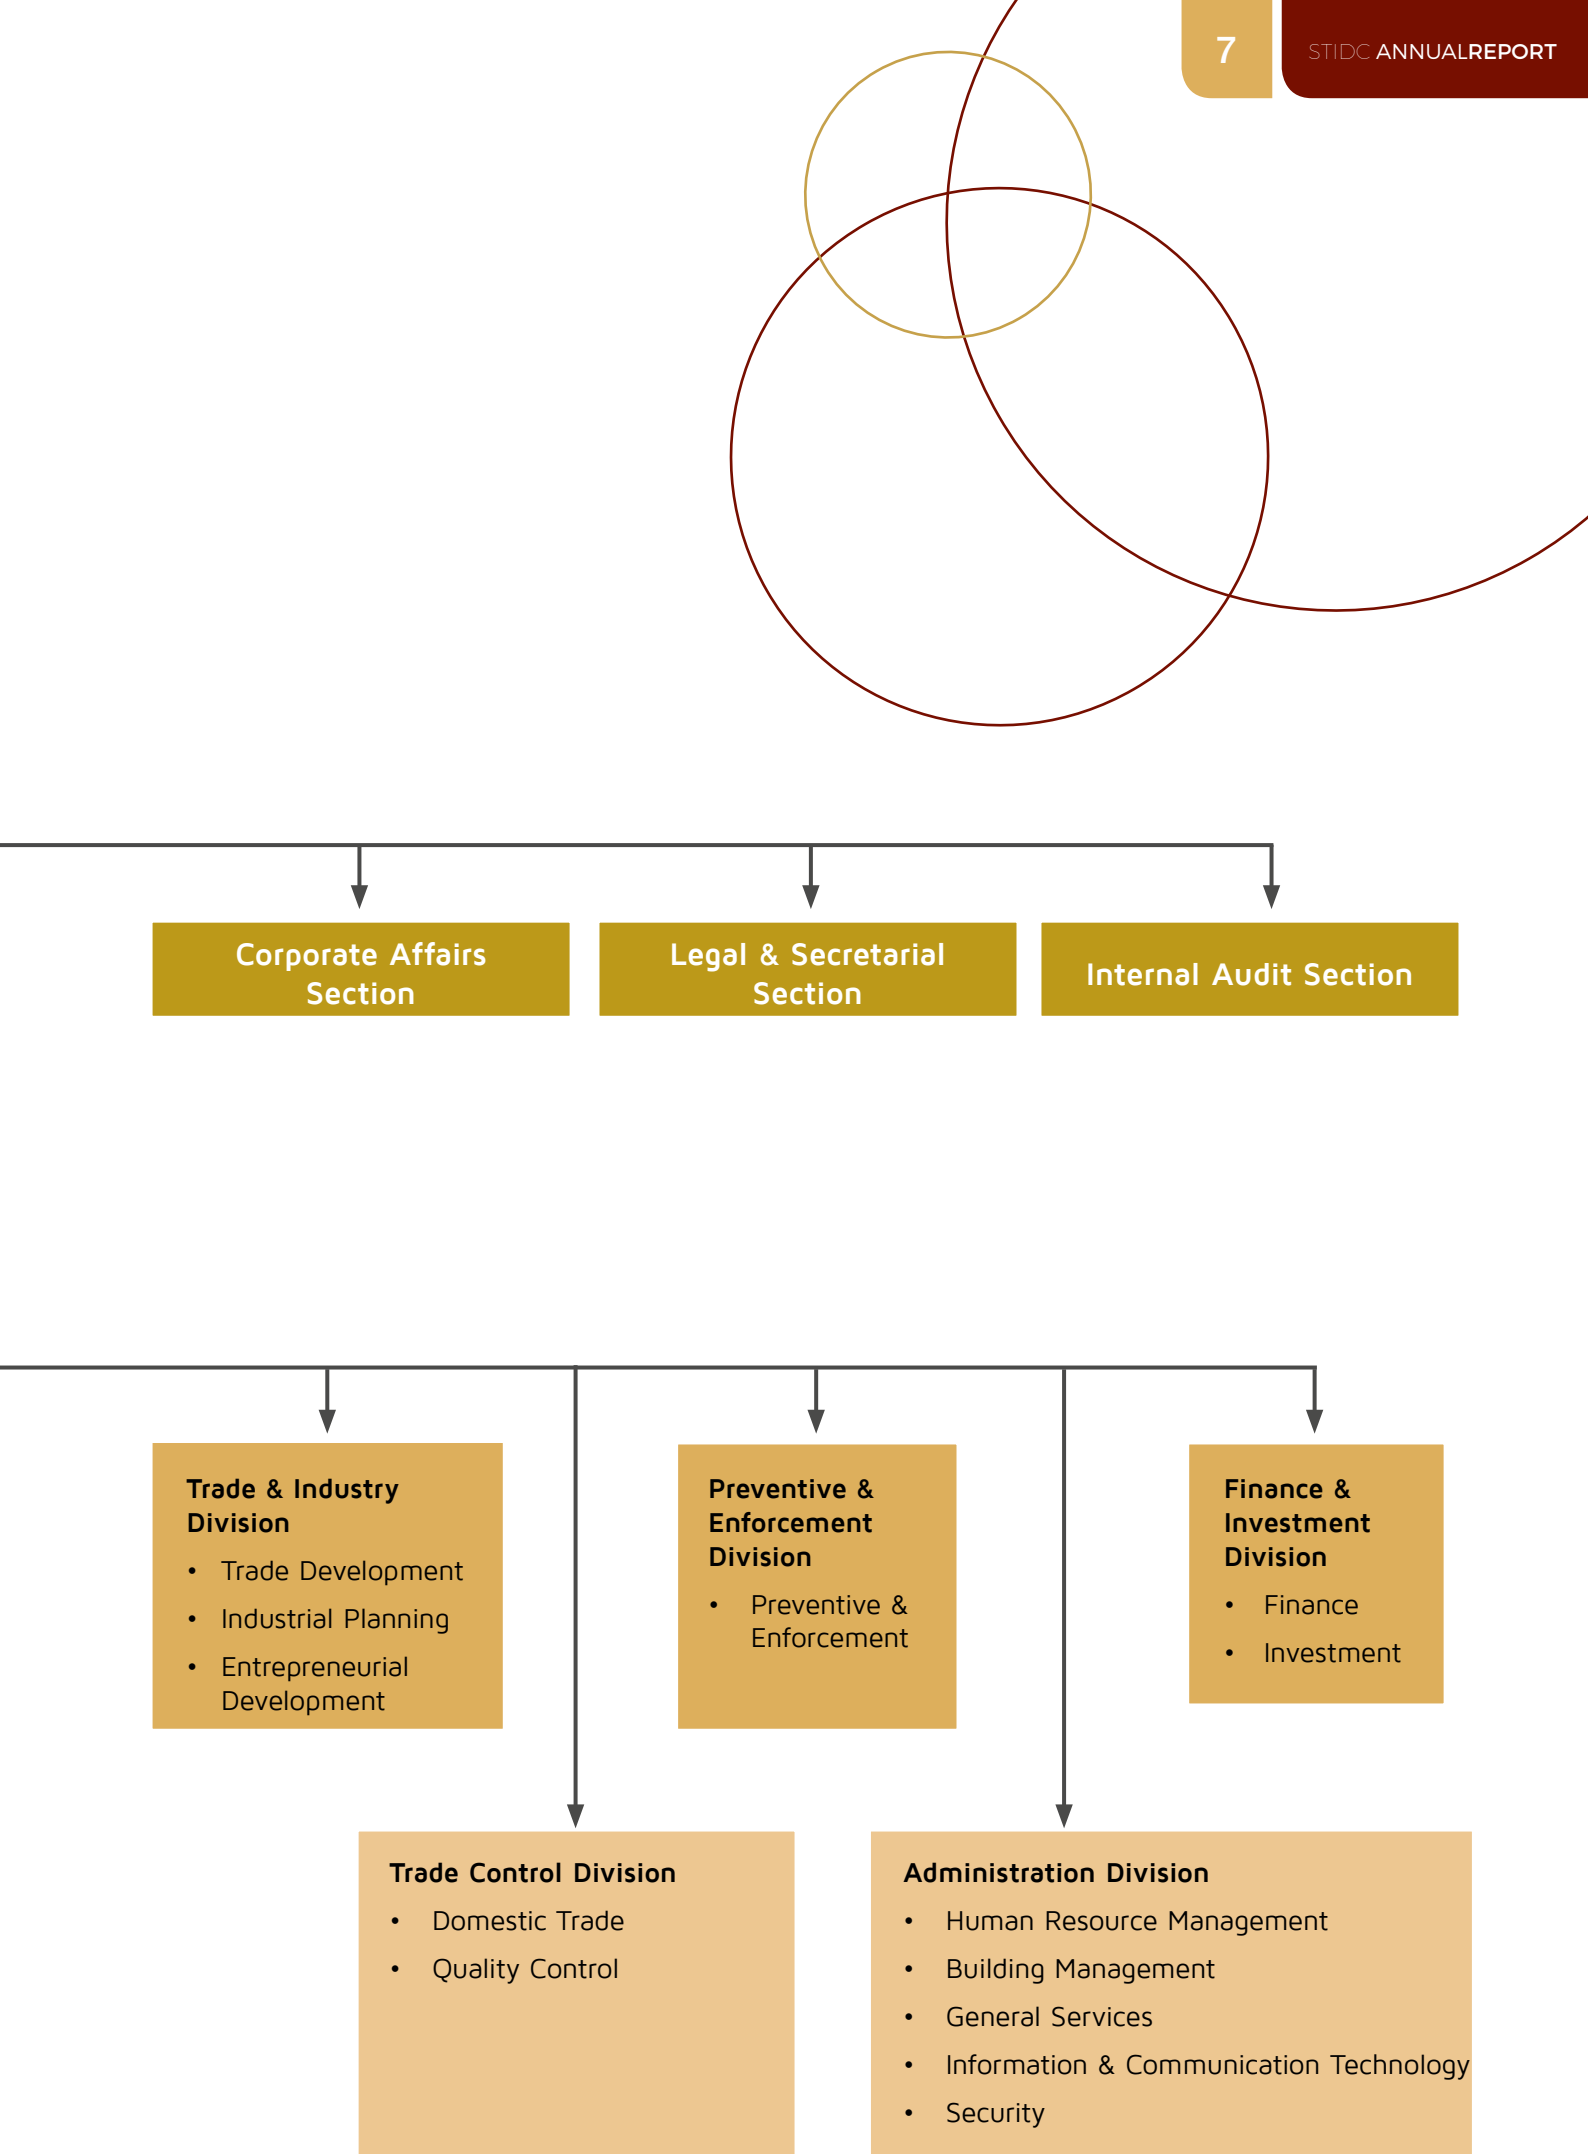 7
STIDC ANNUALREPORT
Corporate Affairs
Section
Legal & Secretarial
Section
Internal Audit Section
Trade & Industry
Division
• Trade Development
• Industrial Planning
• Entrepreneurial
Development
Preventive &
Enforcement
Division
• Preventive &
Enforcement
Finance &
Investment
Division
• Finance
• Investment
Trade Control Division
• Domestic Trade
• Quality Control
Administration Division
• Human Resource Management
• Building Management
• General Services
• Information & Communication Technology
• Security